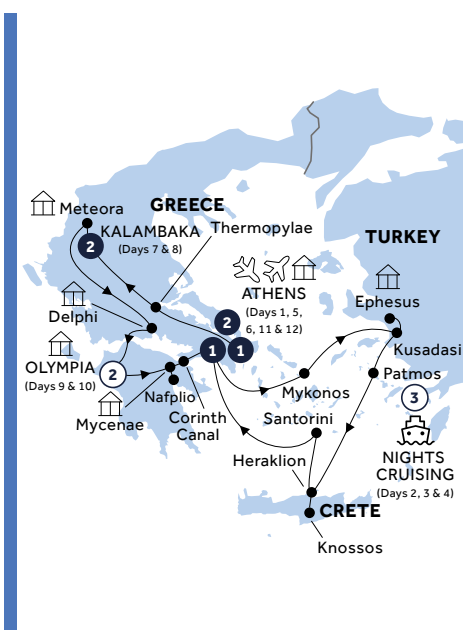 Meteora
GREECE
KALAMBAKA
2
(Days 7 & 8)
Thermopylae
TURKEY
ATHENS
(Days 1, 5,
6, 11 & 12)
Ephesus
Delphi
2
Kusadasi
OLYMPIA
(Days 9 & 10)
2
1
1
Patmos
Mycenae
Nafplio
Mykonos
3
Corinth
Canal
Santorini
NIGHTS
CRUISING
(Days 2, 3 & 4)
Heraklion
CRETE
Knossos